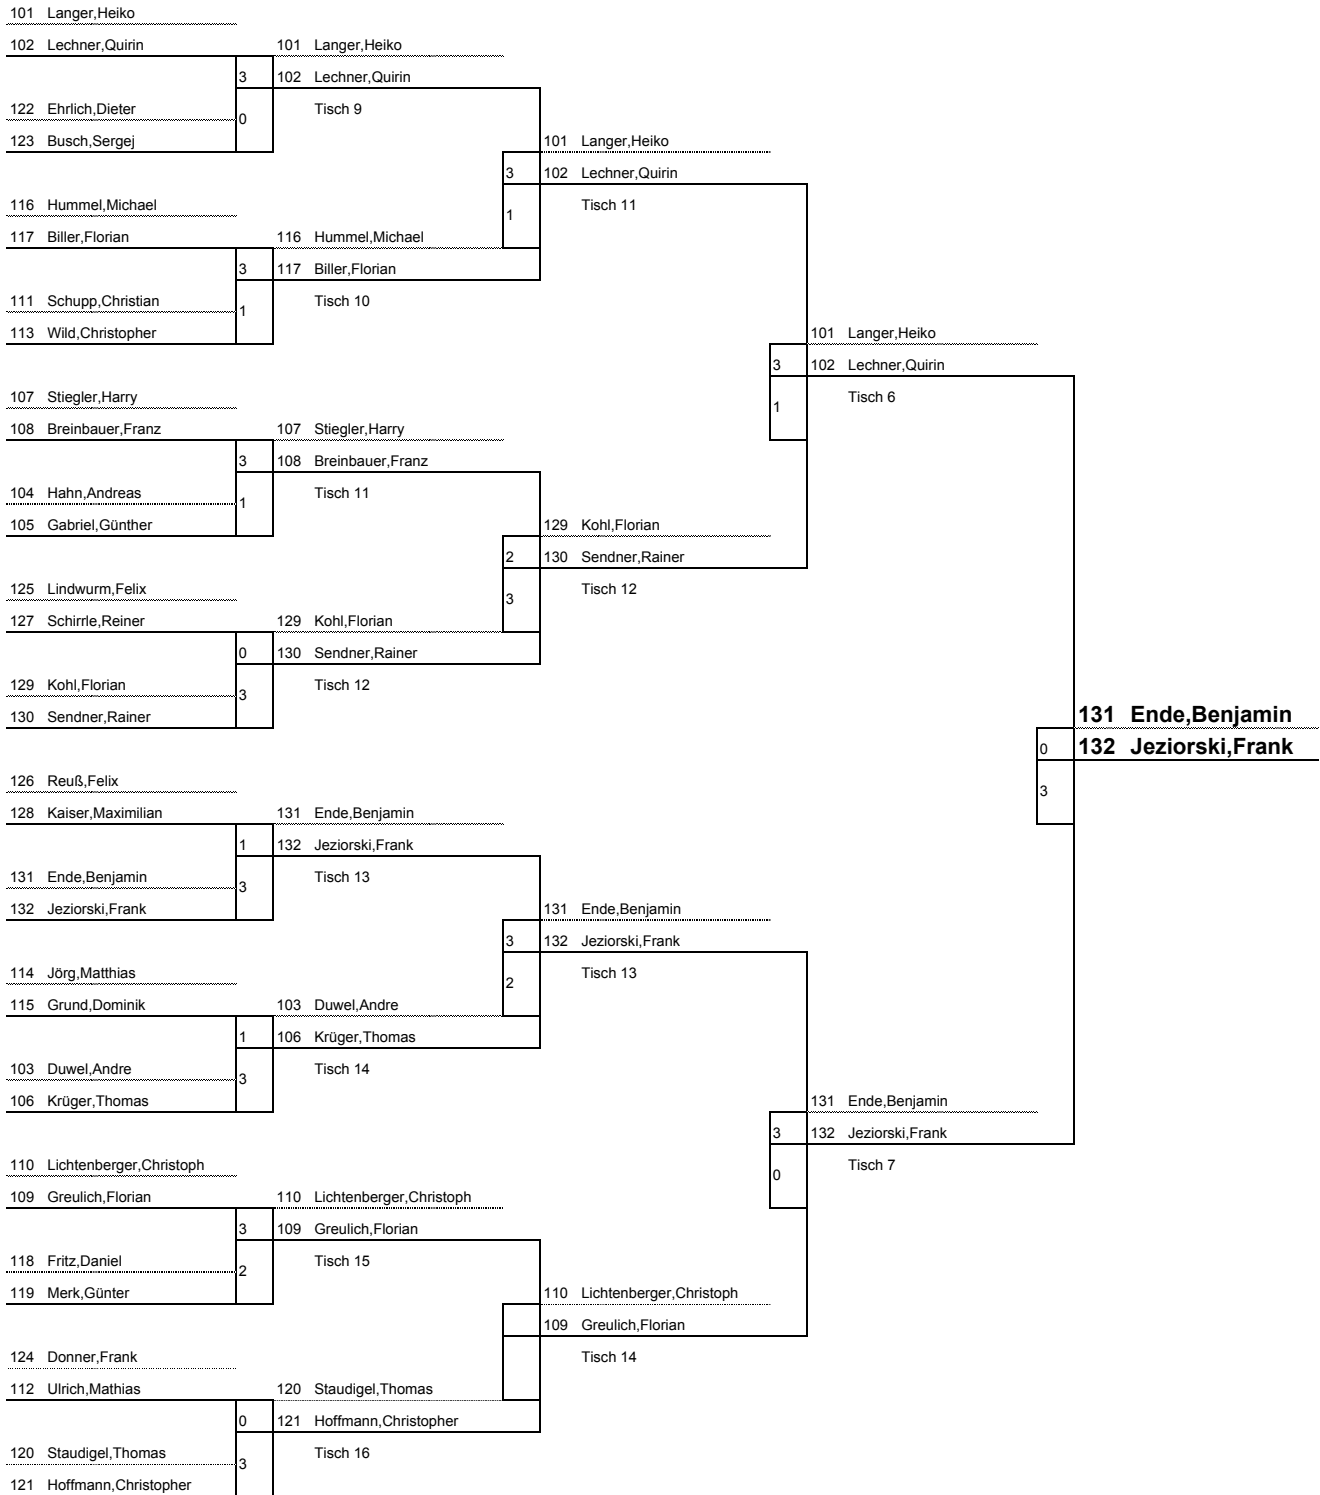 101 Langer,Heiko
102 Lechner,Quirin 101 Langer,Heiko
3 102 Lechner,Quirin
122 Ehrlich,Dieter 0 Tisch 9
123 Busch,Sergej 101 Langer,Heiko
3 102 Lechner,Quirin
116 Hummel,Michael 1 Tisch 11
117 Biller,Florian 116 Hummel,Michael
3 117 Biller,Florian
111 Schupp,Christian 1 Tisch 10
113 Wild,Christopher 101 Langer,Heiko
3 102 Lechner,Quirin
107 Stiegler,Harry 1 Tisch 6
108 Breinbauer,Franz 107 Stiegler,Harry
3 108 Breinbauer,Franz
104 Hahn,Andreas 1 Tisch 11
105 Gabriel,Günther 129 Kohl,Florian
2 130 Sendner,Rainer
125 Lindwurm,Felix 3 Tisch 12
127 Schirrle,Reiner 129 Kohl,Florian
0 130 Sendner,Rainer
129 Kohl,Florian 3 Tisch 12
130 Sendner,Rainer 131 Ende,Benjamin
0 132 Jeziorski,Frank
126 Reuß,Felix 3
128 Kaiser,Maximilian 131 Ende,Benjamin
1 132 Jeziorski,Frank
131 Ende,Benjamin 3 Tisch 13
132 Jeziorski,Frank 131 Ende,Benjamin
3 132 Jeziorski,Frank
114 Jörg,Matthias 2 Tisch 13
115 Grund,Dominik 103 Duwel,Andre
1 106 Krüger,Thomas
103 Duwel,Andre 3 Tisch 14
106 Krüger,Thomas 131 Ende,Benjamin
3 132 Jeziorski,Frank
110 Lichtenberger,Christoph 0 Tisch 7
109 Greulich,Florian 110 Lichtenberger,Christoph
3 109 Greulich,Florian
118 Fritz,Daniel 2 Tisch 15
119 Merk,Günter 110 Lichtenberger,Christoph
109 Greulich,Florian
124 Donner,Frank Tisch 14
112 Ulrich,Mathias 120 Staudigel,Thomas
0 121 Hoffmann,Christopher
120 Staudigel,Thomas 3 Tisch 16
121 Hoffmann,Christopher